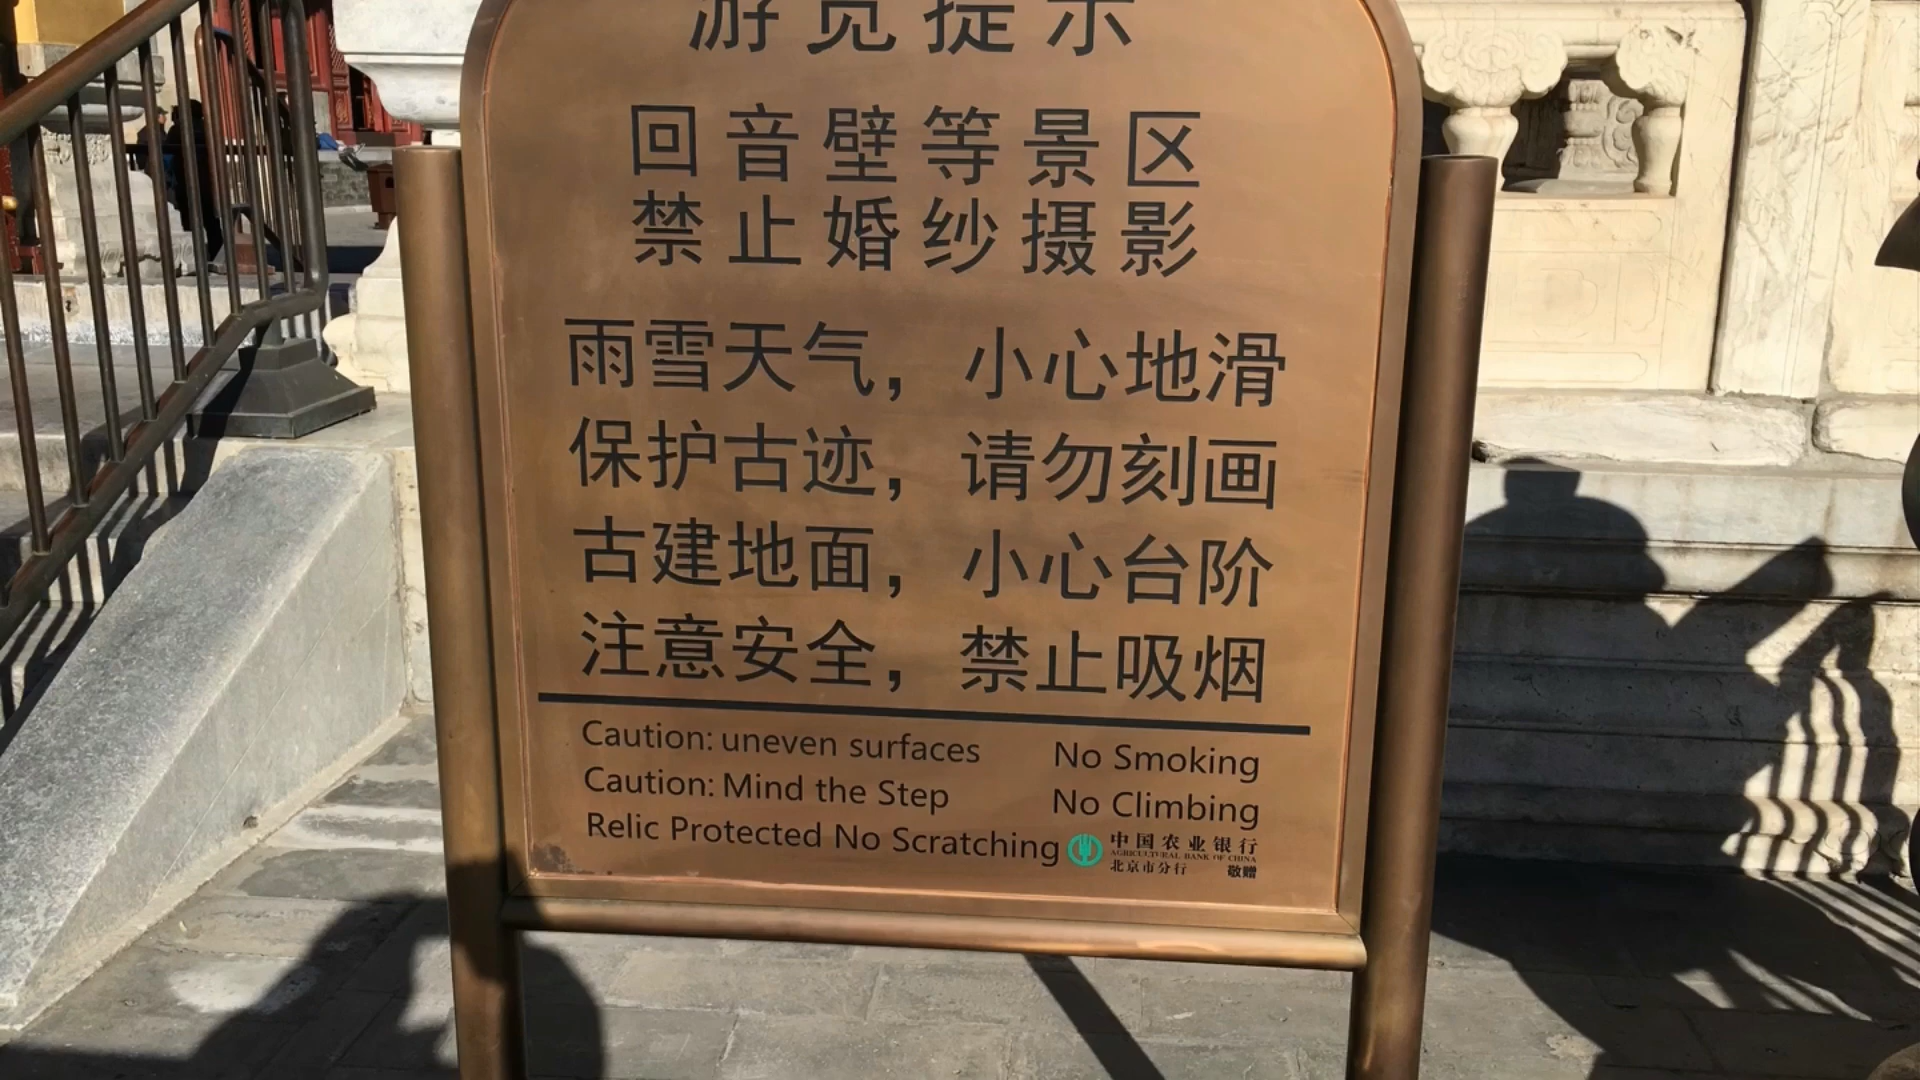 游览提示
回音壁等景区
禁止婚纱摄影
雨雪天气，小心地滑
保护古迹，请勿刻画
古建地面，小心台阶
注意安全，禁止吸烟
Caution: uneven surfaces No Smoking
Caution: Mind the Step No Climbing
Relic Protected No Scratching
中国农业银行
AGRICULTURAL BANK OF CHINA
北京市分行 敬赠